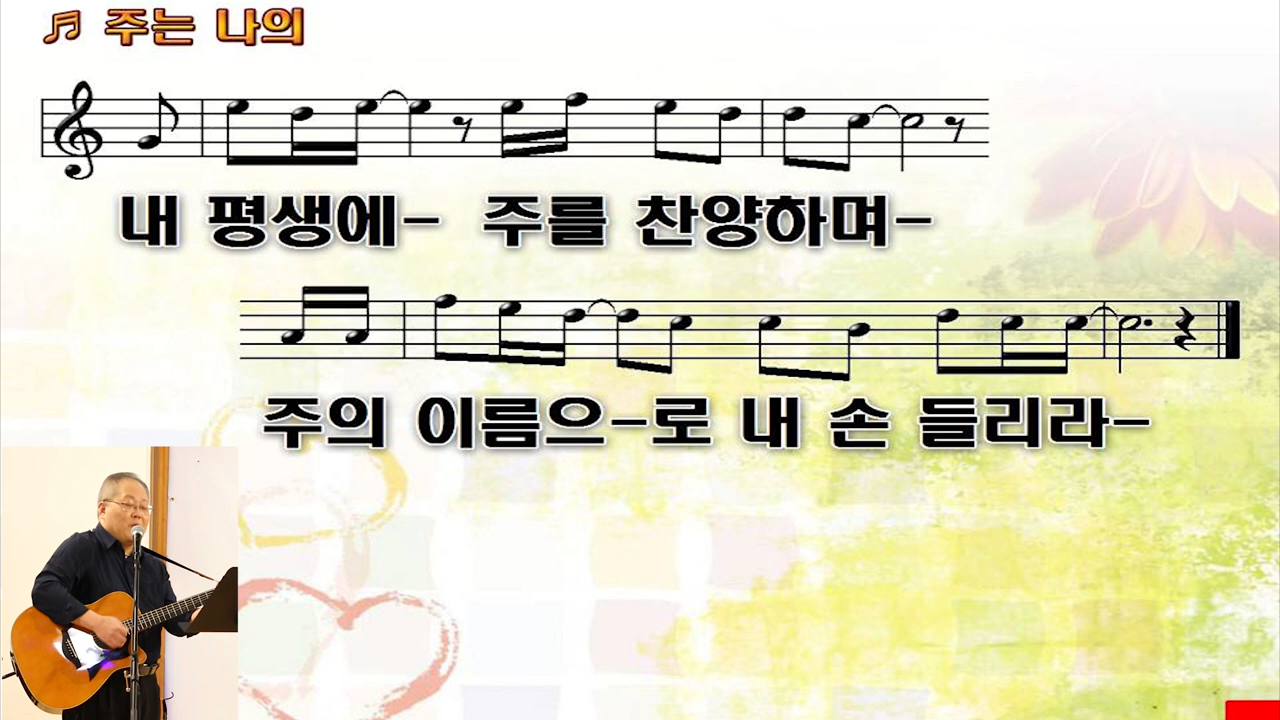 ♬ 주는 나의
내 평생에- 주를 찬양하며-
주의 이름으-로 내 손 들리라-